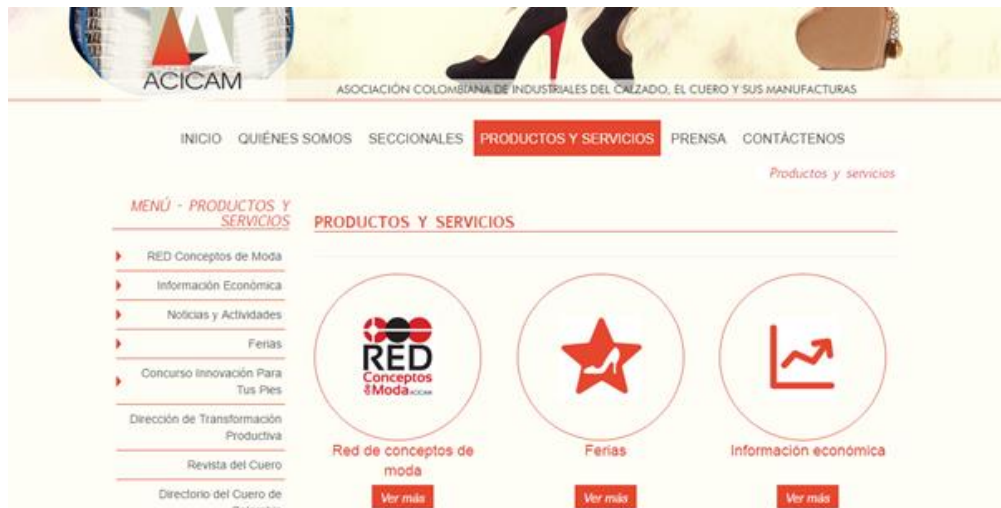 ACICAM
ASOCIACIÓN COLOMBIANA DE INDUSTRIALES DEL CALZADO, EL CUERO Y SUS MANUFACTURAS
INICIO QUIÉNES SOMOS SECCIONALES PRODUCTOS Y SERVICIOS PRENSA CONTÁCTENOS
Productos y servicios
MENÚ - PRODUCTOS Y
SERVICIOS
RED Conceptos de Moda
Información Económica
Noticias y Actividades
Ferias
Concurso Innovación Para
Tus Pies
Dirección de Transformación
Productiva
Revista del Cuero
Directorio del Cuero de
PRODUCTOS Y SERVICIOS
RED
Conceptos
de Moda ACICAM
Red de conceptos de
moda
Ver más
Ferias
Ver más
Información económica
Ver más